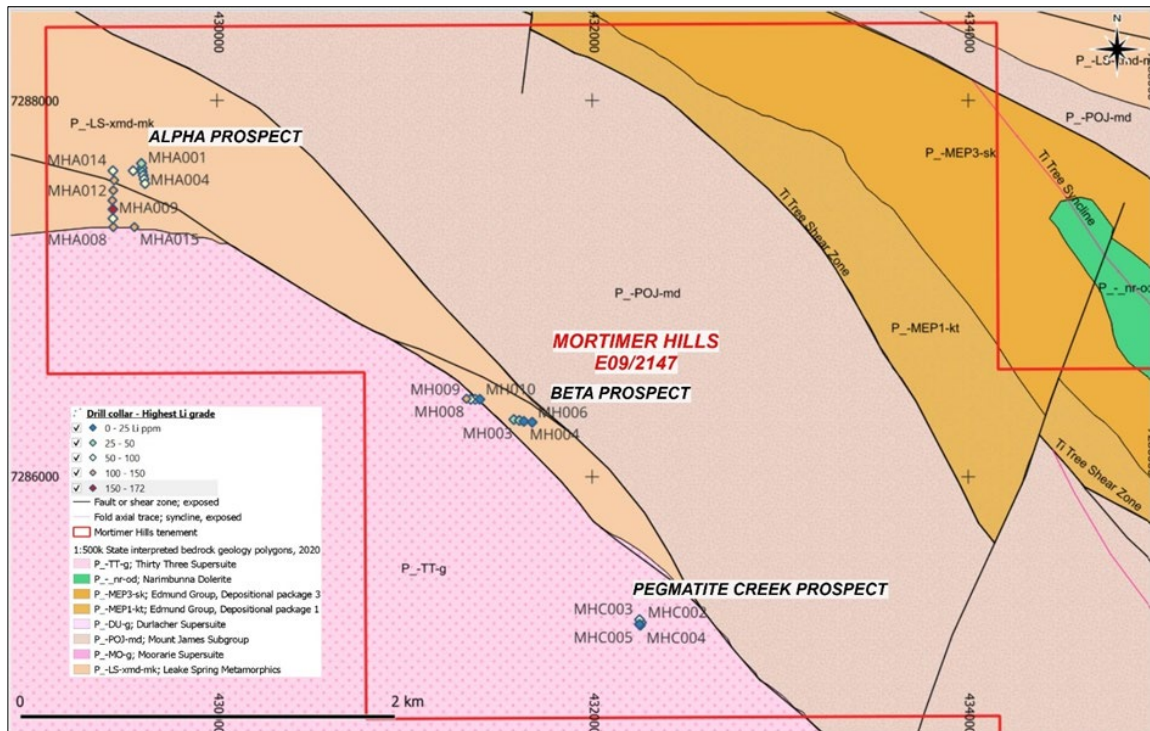 430000
432000
434000
N
7288000
P_-LS-xmd-mk
ALPHA PROSPECT
MHA014
MHA001
MHA004
MHA012
MHA009
MHA008
MHA015
P_-POJ-md
P_-MEP3-sk
Ti Tree Syncline
Ti Tree Shear Zone
P_-_nr-od
P_-POJ-md
P_-MEP1-kt
MORTIMER HILLS
E09/2147
BETA PROSPECT
MH009
MH010
MH008
MH006
MH003
MH004
7286000
Ti Tree Shear Zone
P_-TT-g
PEGMATITE CREEK PROSPECT
MHC003
MHC002
MHC005
MHC004
Drill collar - Highest Li grade
0 - 25 Li ppm
25 - 50
50 - 100
100 - 150
150 - 172
Fault or shear zone; exposed
Fold axial trace; syncline, exposed
Mortimer Hills tenement
1:500k State interpreted bedrock geology polygons, 2020
P_-TT-g; Thirty Three Supersuite
P_-_nr-od; Narimbunna Dolerite
P_-MEP3-sk; Edmund Group, Depositional package 3
P_-MEP1-kt; Edmund Group, Depositional package 1
P_-DU-g; Durlacher Supersuite
P_-POJ-md; Mount James Subgroup
P_-MO-g; Moorarie Supersuite
P_-LS-xmd-mk; Leake Spring Metamorphics
0
2 km
430000
432000
434000